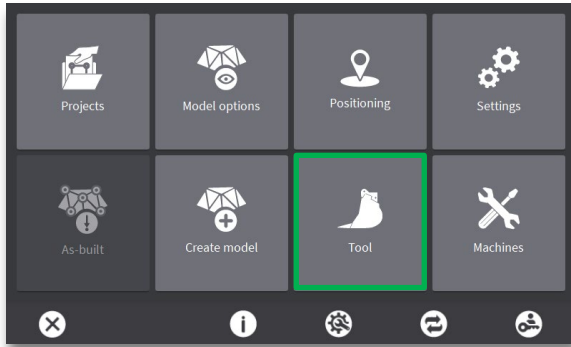 Projects
Model options
Positioning
Settings
As-built
Create model
Tool
Machines